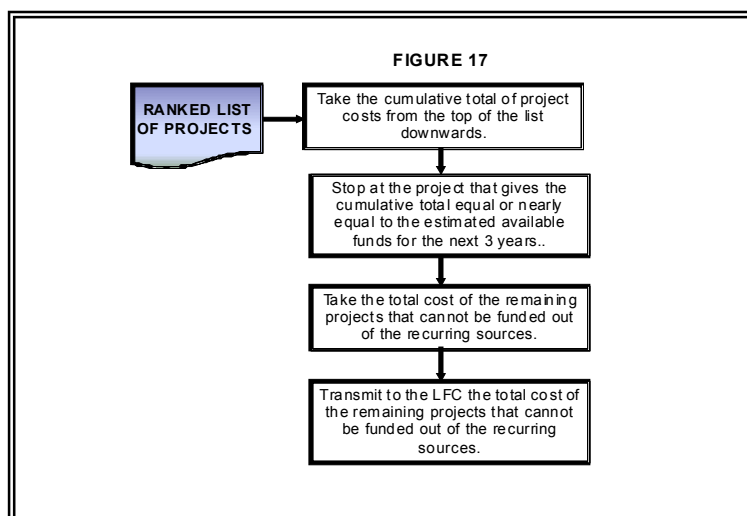 FIGURE 17
RANKED LIST
OF PROJECTS
Take the cumulative total of project
costs from the top of the list
downwards.
Stop at the project that gives the
cumulative total equal or nearly
equal to the estimated available
funds for the next 3 years..
Take the total cost of the remaining
projects that cannot be funded out
of the recurring sources.
Transmit to the LFC the total cost of
the remaining projects that cannot
be funded out of the recurring
sources.